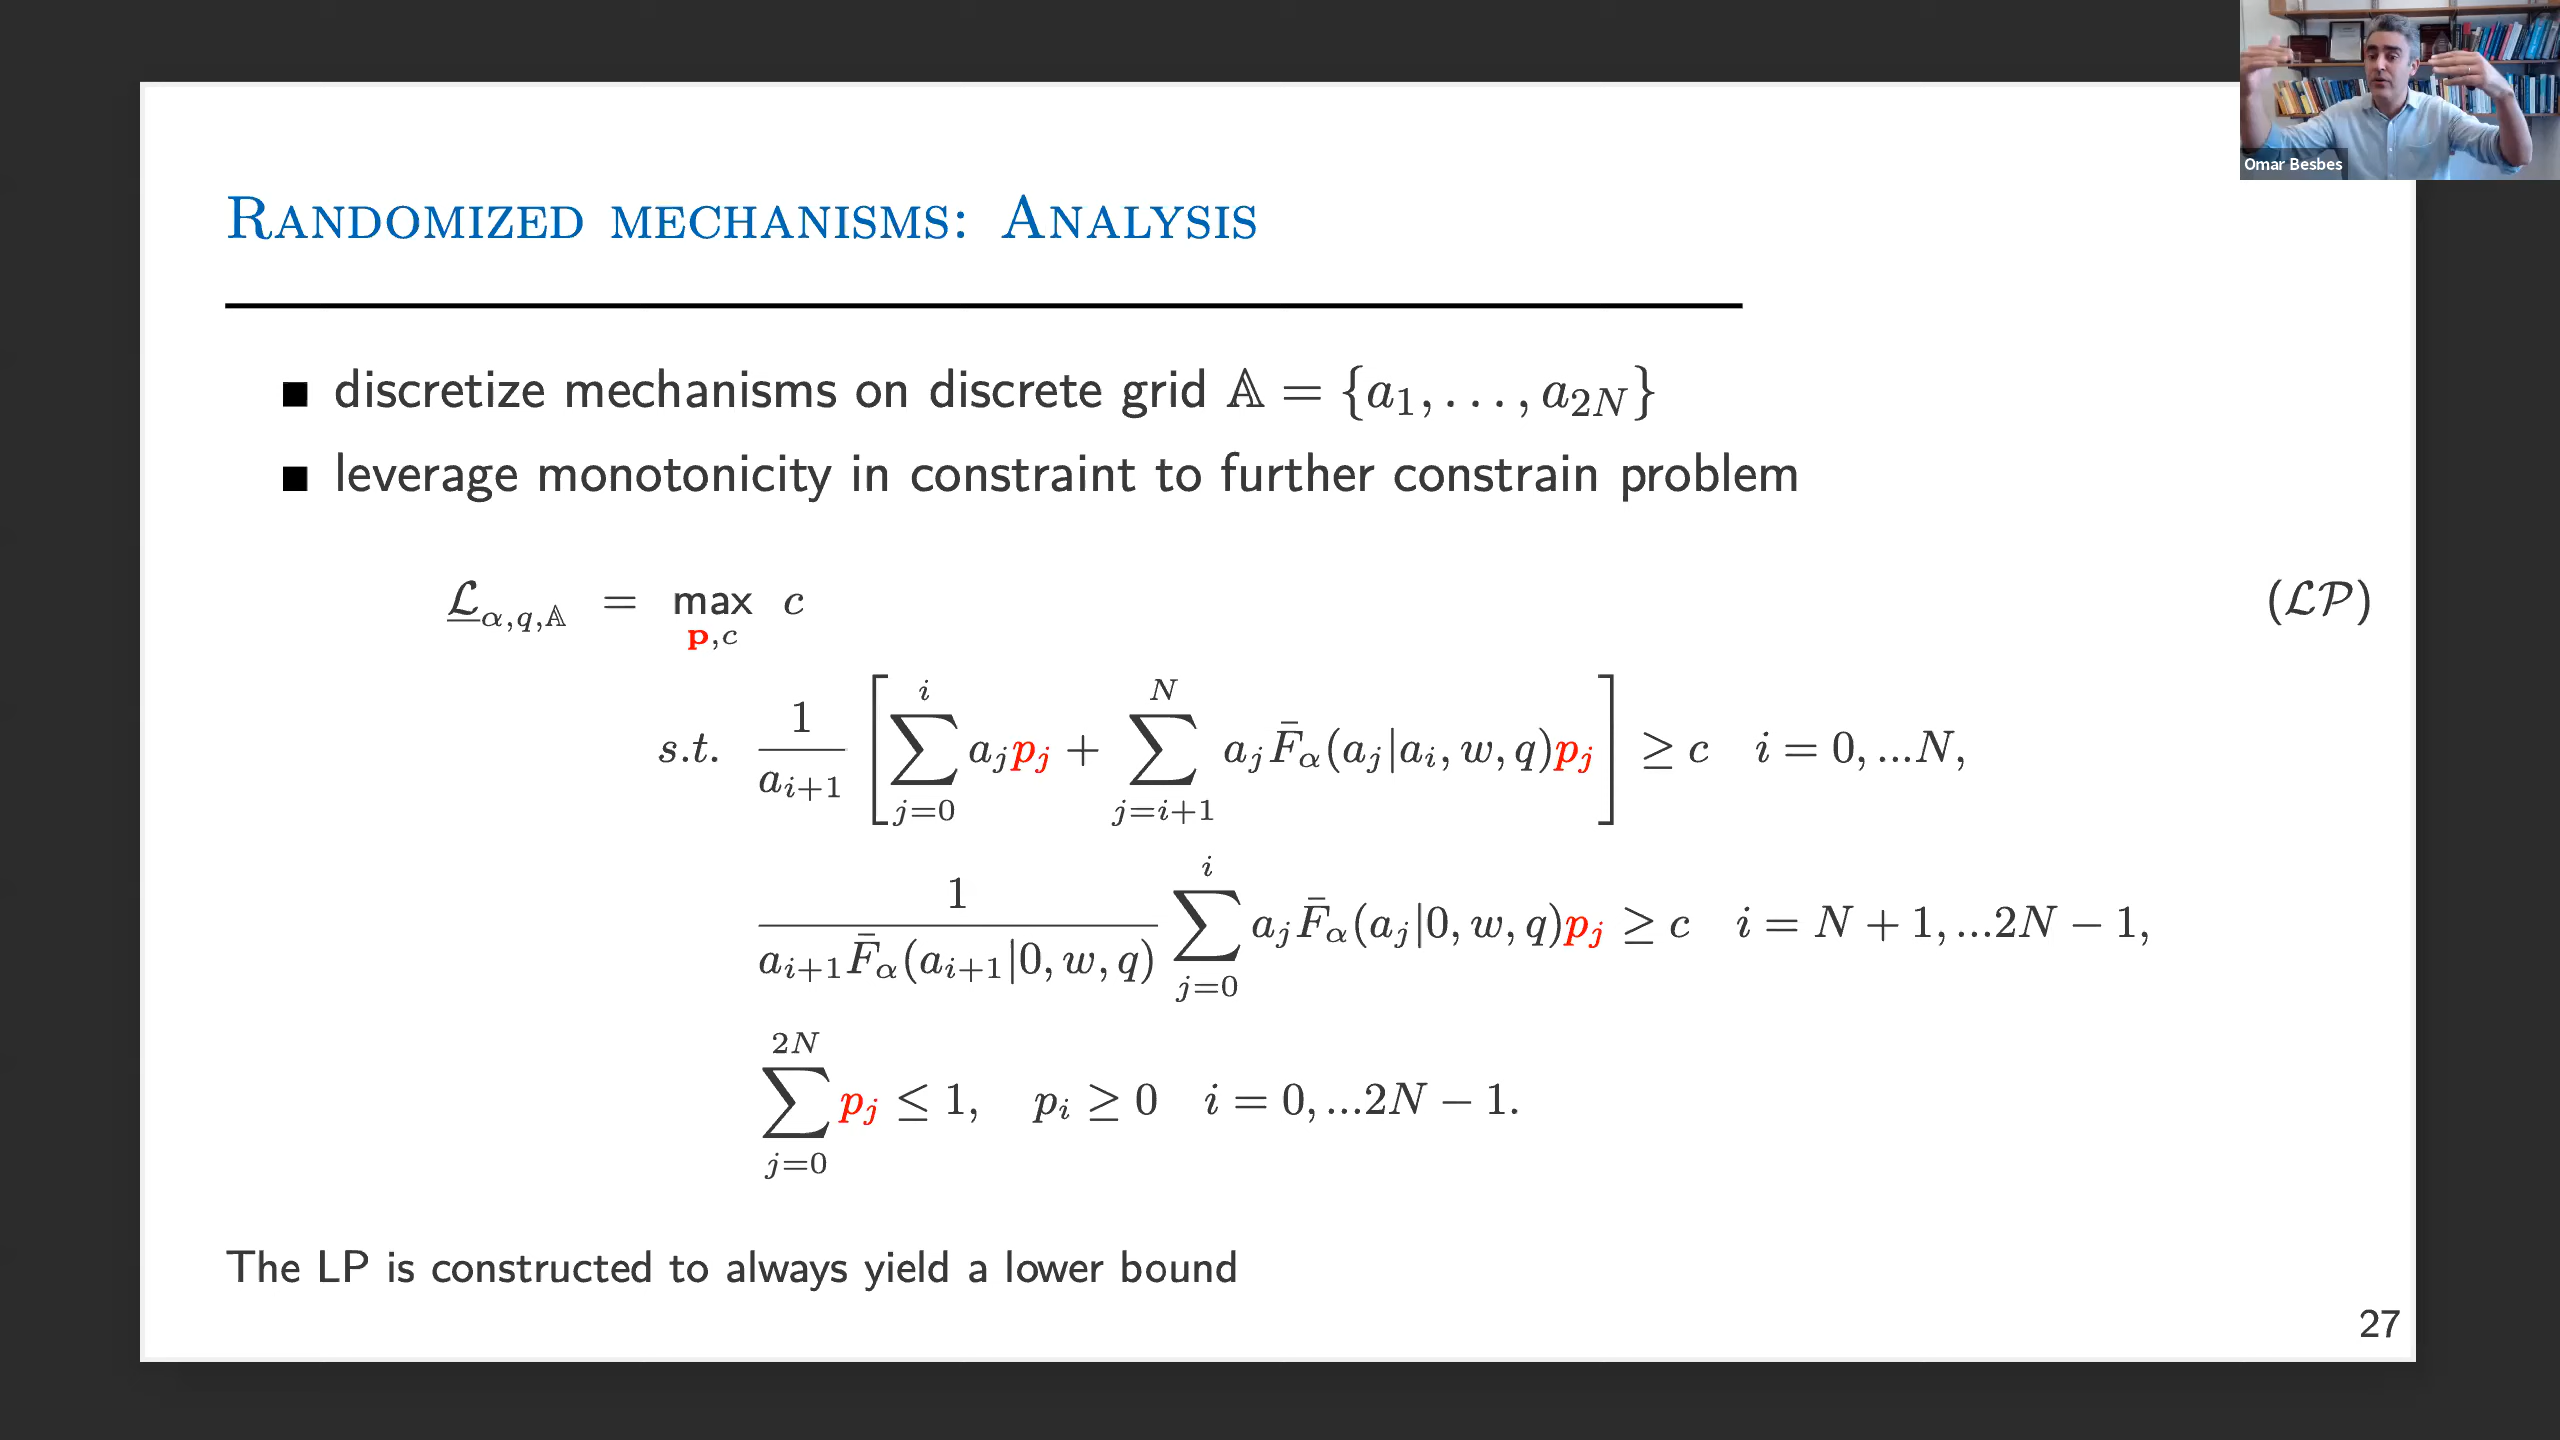 Omar Besbes
Randomized mechanisms: Analysis
■ discretize mechanisms on discrete grid 𝔸 = {a_1, . . . , a_{2N}}
■ leverage monotonicity in constraint to further constrain problem
\underline{ℒ}_{α,q,𝔸} = max_{p,c} c (ℒ𝒫)
s.t. \frac{1}{a_{i+1}} [ \sum_{j=0}^{i} a_j p_j + \sum_{j=i+1}^{N} a_j \bar{F}_α(a_j|a_i, w, q) p_j ] ≥ c i = 0, ...N,
\frac{1}{a_{i+1} \bar{F}_α(a_{i+1}|0, w, q)} \sum_{j=0}^{i} a_j \bar{F}_α(a_j|0, w, q) p_j ≥ c i = N + 1, ...2N − 1,
\sum_{j=0}^{2N} p_j ≤ 1, p_i ≥ 0 i = 0, ...2N − 1.
The LP is constructed to always yield a lower bound
27